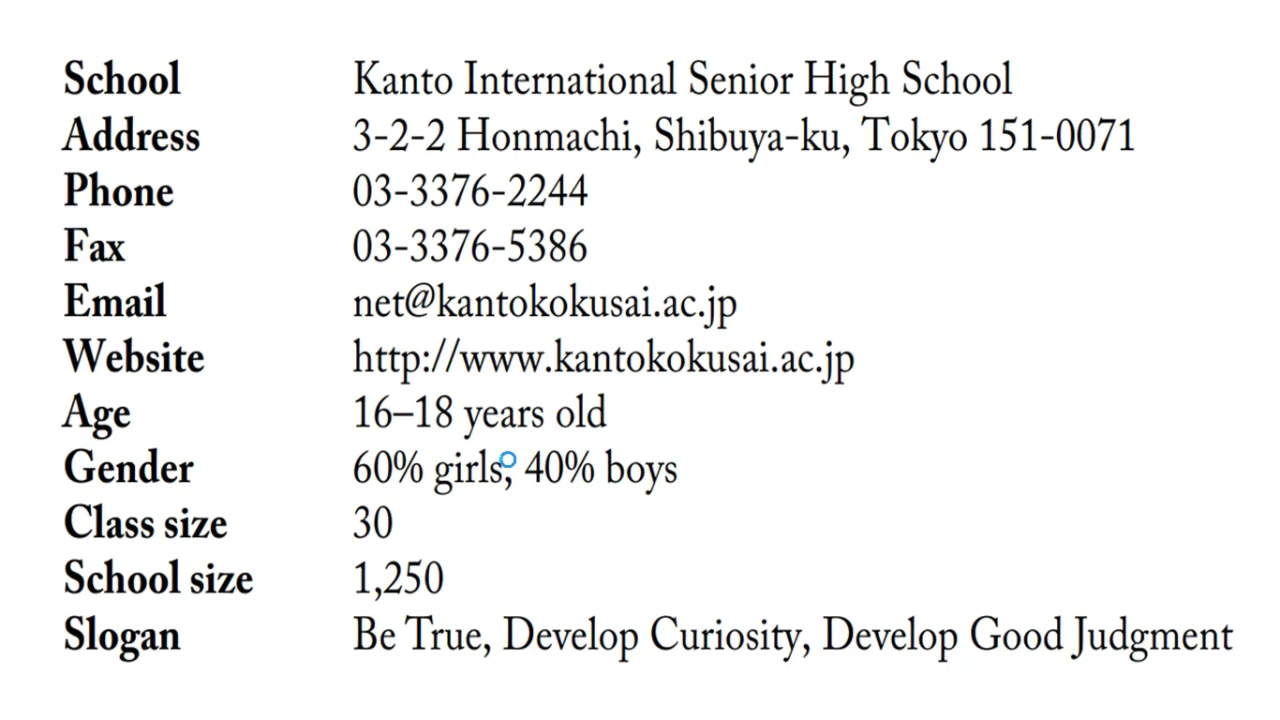 School Kanto International Senior High School
Address 3-2-2 Honmachi, Shibuya-ku, Tokyo 151-0071
Phone 03-3376-2244
Fax 03-3376-5386
Email net@kantokokusai.ac.jp
Website http://www.kantokokusai.ac.jp
Age 16–18 years old
Gender 60% girls, 40% boys
Class size 30
School size 1,250
Slogan Be True, Develop Curiosity, Develop Good Judgment